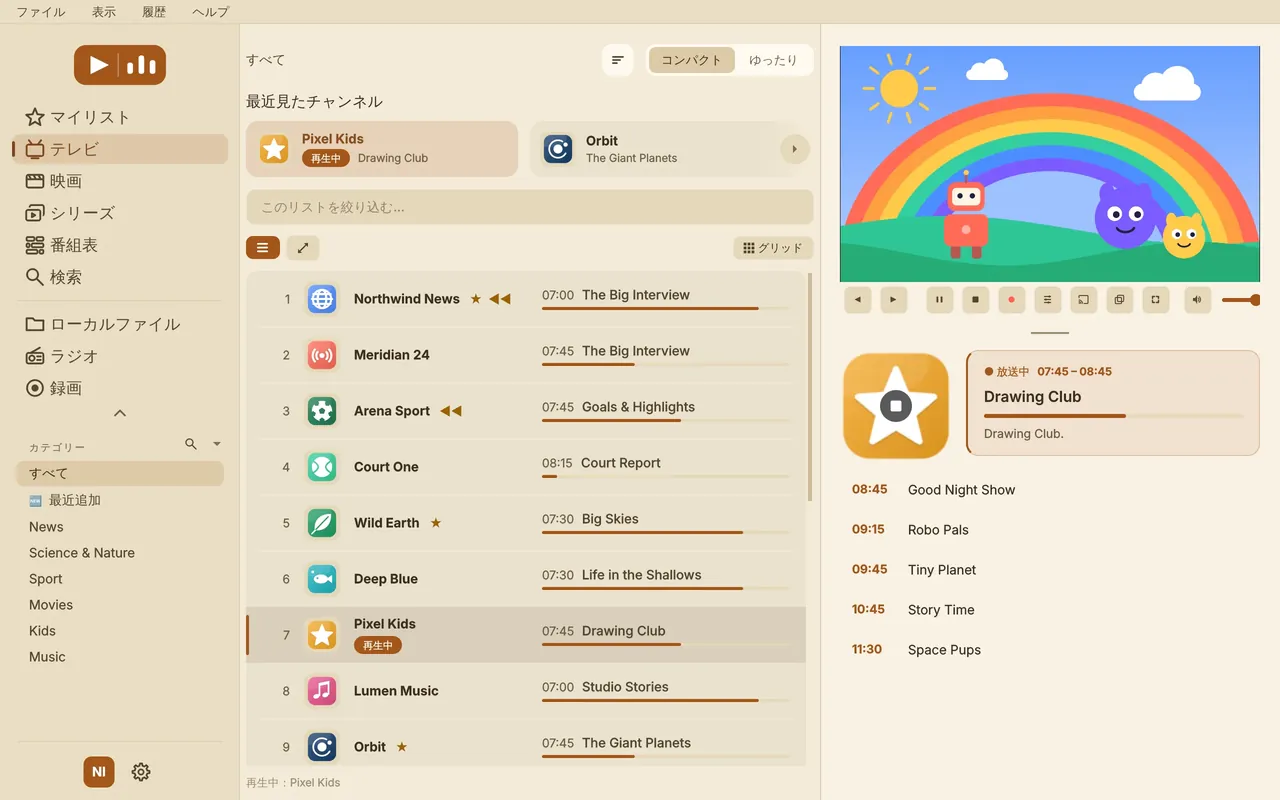 ファイル 表示 履歴 ヘルプ
マイリスト
テレビ
映画
シリーズ
番組表
検索
ローカルファイル
ラジオ
録画
カテゴリー
すべて
🆕 最近追加
News
Science & Nature
Sport
Movies
Kids
Music
NI
すべて
コンパクト ゆったり
最近見たチャンネル
Pixel Kids
再生中 Drawing Club
Orbit
The Giant Planets
このリストを絞り込む...
グリッド
1 Northwind News ★ ◀◀ 07:00 The Big Interview
2 Meridian 24 07:45 The Big Interview
3 Arena Sport ◀◀ 07:45 Goals & Highlights
4 Court One 08:15 Court Report
5 Wild Earth ★ 07:30 Big Skies
6 Deep Blue 07:30 Life in the Shallows
7 Pixel Kids 再生中 07:45 Drawing Club
8 Lumen Music 07:00 Studio Stories
9 Orbit ★ 07:45 The Giant Planets
再生中：Pixel Kids
放送中 07:45 – 08:45
Drawing Club
Drawing Club.
08:45 Good Night Show
09:15 Robo Pals
09:45 Tiny Planet
10:45 Story Time
11:30 Space Pups